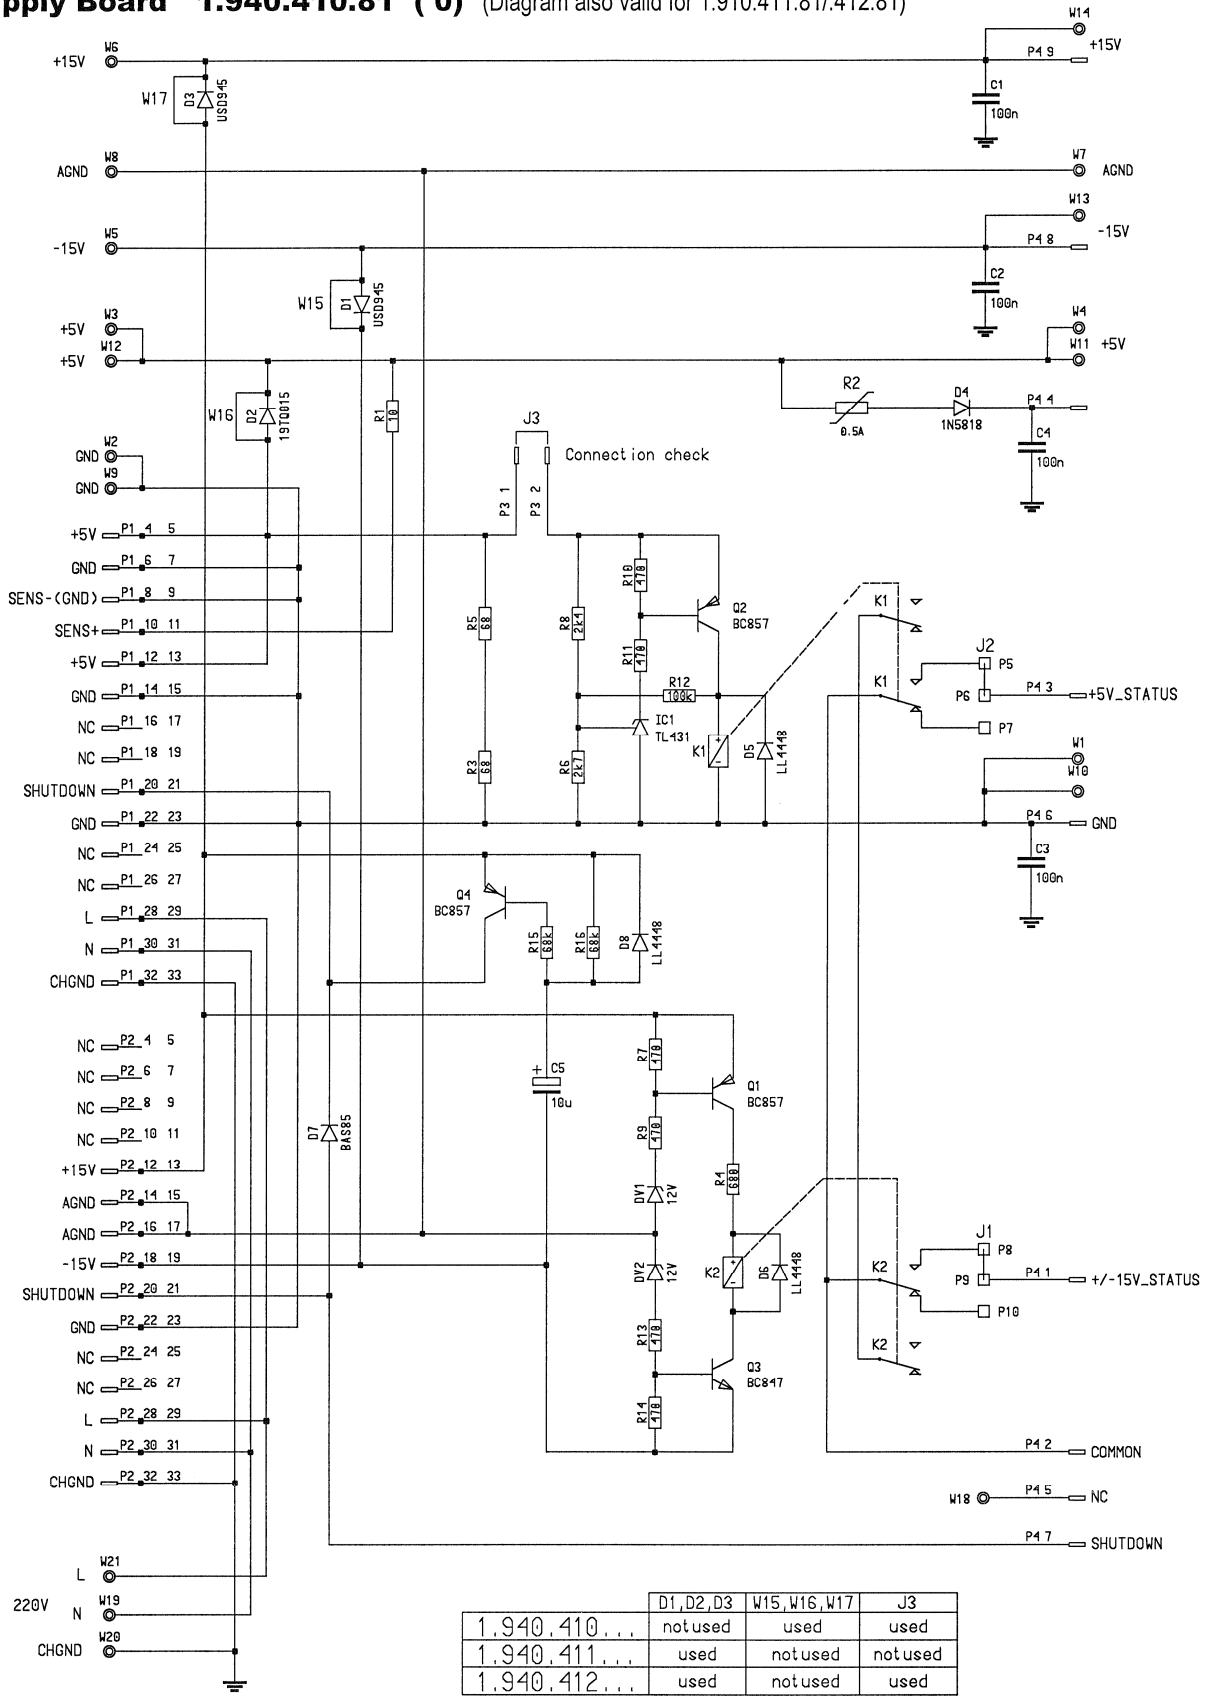 pply Board 1.940.410.81 (0) (Diagram also valid for 1.910.411.81/.412.81)
W14
W6
+15V
P4 9
+15V
W17
D3
USD945
C1
100n
W8
AGND
W7
AGND
W13
W5
-15V
P4 8
-15V
C2
100n
W15
D1
USD945
W3
+5V
W4
W12
+5V
W11
+5V
R2
0.5A
D4
1N5818
P4 4
C4
100n
W16
D2
19TQ015
R1
10
J3
Connection check
P3 1
P3 2
W2
GND
W9
GND
+5V P1 4 5
GND P1 6 7
SENS-(GND) P1 8 9
SENS+ P1 10 11
+5V P1 12 13
GND P1 14 15
NC P1 16 17
NC P1 18 19
SHUTDOWN P1 20 21
GND P1 22 23
NC P1 24 25
NC P1 26 27
L P1 28 29
N P1 30 31
CHGND P1 32 33
R5
68
R8
2k4
R10
470
R11
470
Q2
BC857
R12
100k
IC1
TL431
R3
68
R6
2k7
K1
D5
LL4448
K1
K1
J2
P5
P6
P7
P4 3
+5V_STATUS
W1
W10
P4 6
GND
C3
100n
Q4
BC857
R15
68k
R16
68k
D8
LL4448
NC P2 4 5
NC P2 6 7
NC P2 8 9
NC P2 10 11
+15V P2 12 13
AGND P2 14 15
AGND P2 16 17
-15V P2 18 19
SHUTDOWN P2 20 21
GND P2 22 23
NC P2 24 25
NC P2 26 27
L P2 28 29
N P2 30 31
CHGND P2 32 33
D7
BAS85
+ C5
10u
R7
470
Q1
BC857
R9
470
R4
680
DV1
12V
DV2
12V
K2
D6
LL4448
R13
470
Q3
BC847
R14
470
K2
K2
J1
P8
P9
P10
P4 1
+/-15V_STATUS
P4 2
COMMON
W18
P4 5
NC
P4 7
SHUTDOWN
W21
L
220V
W19
N
W20
CHGND
D1,D2,D3 W15,W16,W17 J3
1.940.410... not used used used
1.940.411... used not used not used
1.940.412... used not used used